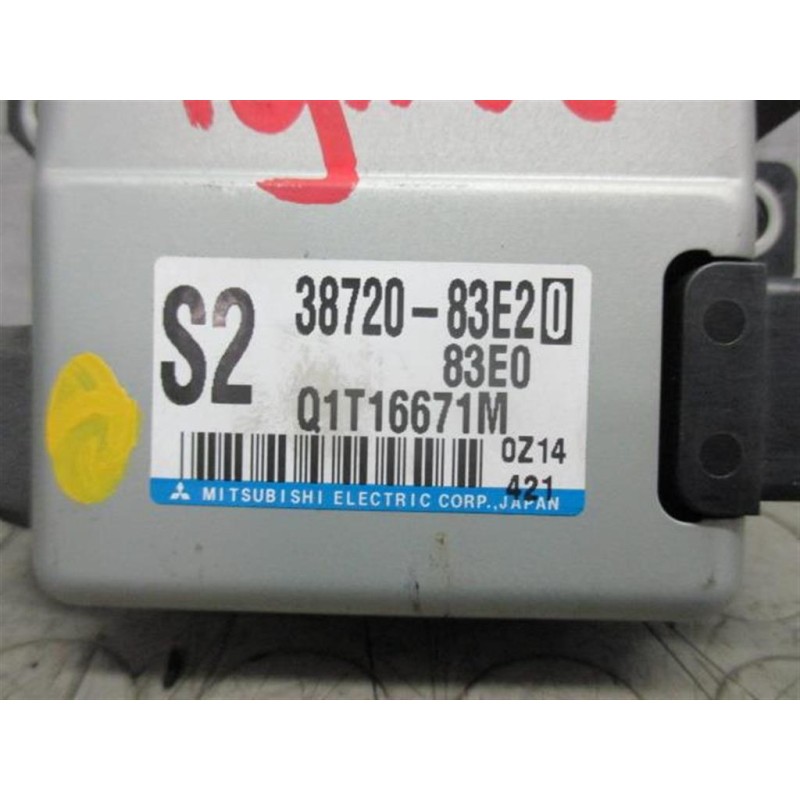 S2
38720-83E20
83E0
Q1T16671M
0Z14
421
MITSUBISHI ELECTRIC CORP.,JAPAN